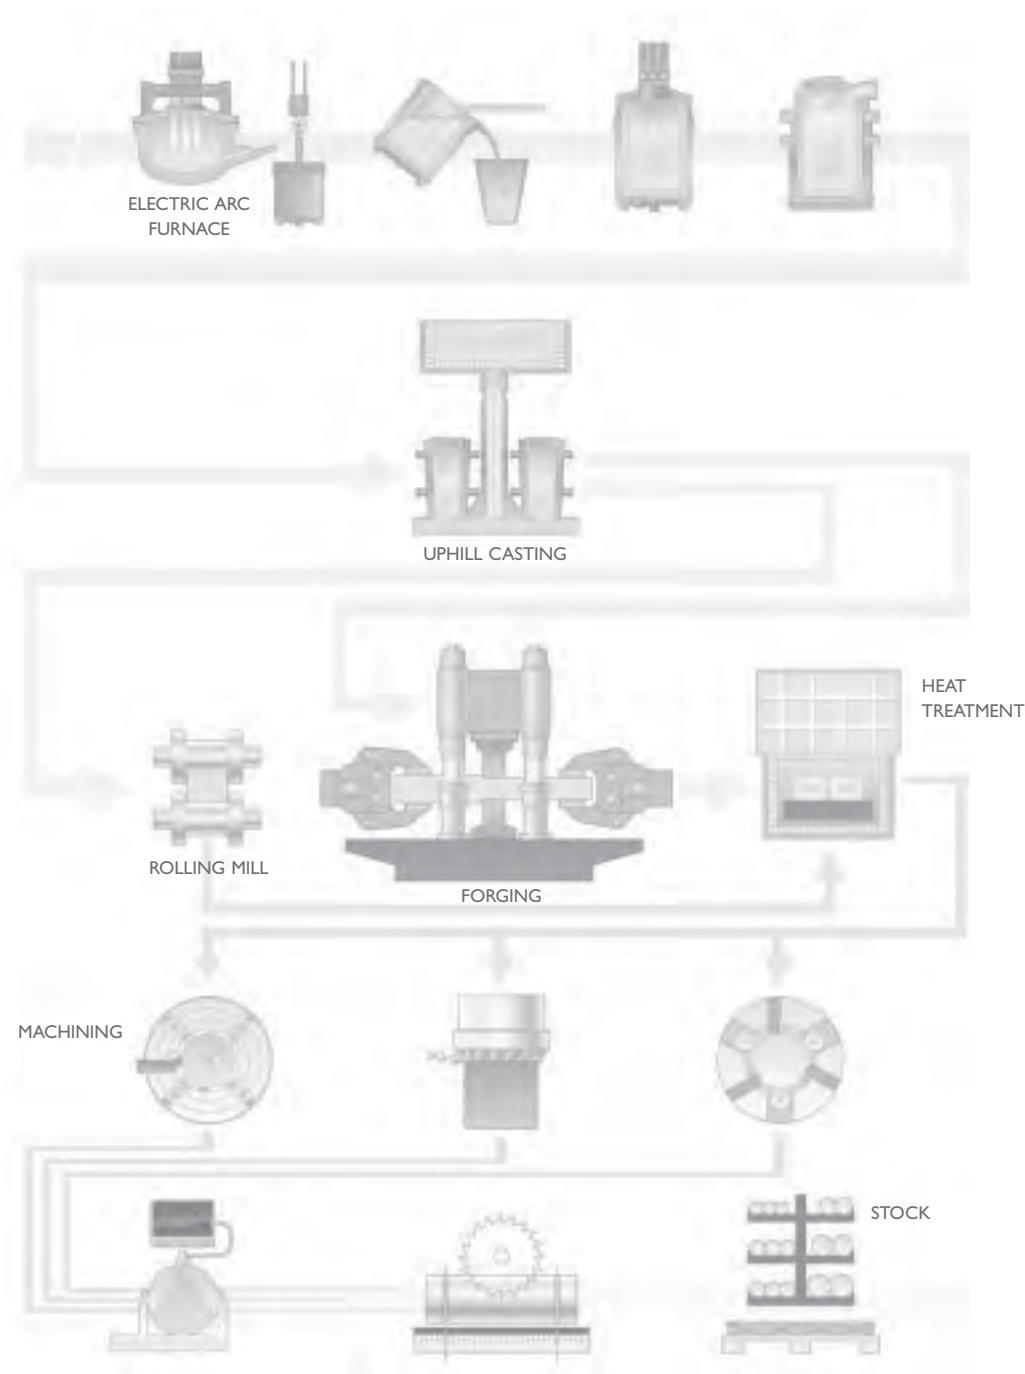 ELECTRIC ARC
FURNACE
UPHILL CASTING
HEAT
TREATMENT
ROLLING MILL
FORGING
MACHINING
STOCK